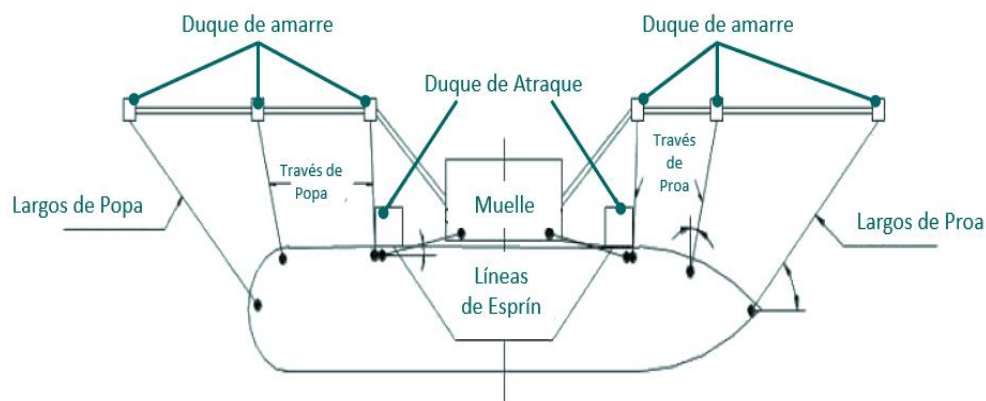 Duque de amarre
Duque de amarre
Duque de Atraque
Través de
Popa
Través
de
Proa
Largos de Popa
Muelle
Largos de Proa
Líneas
de Esprín